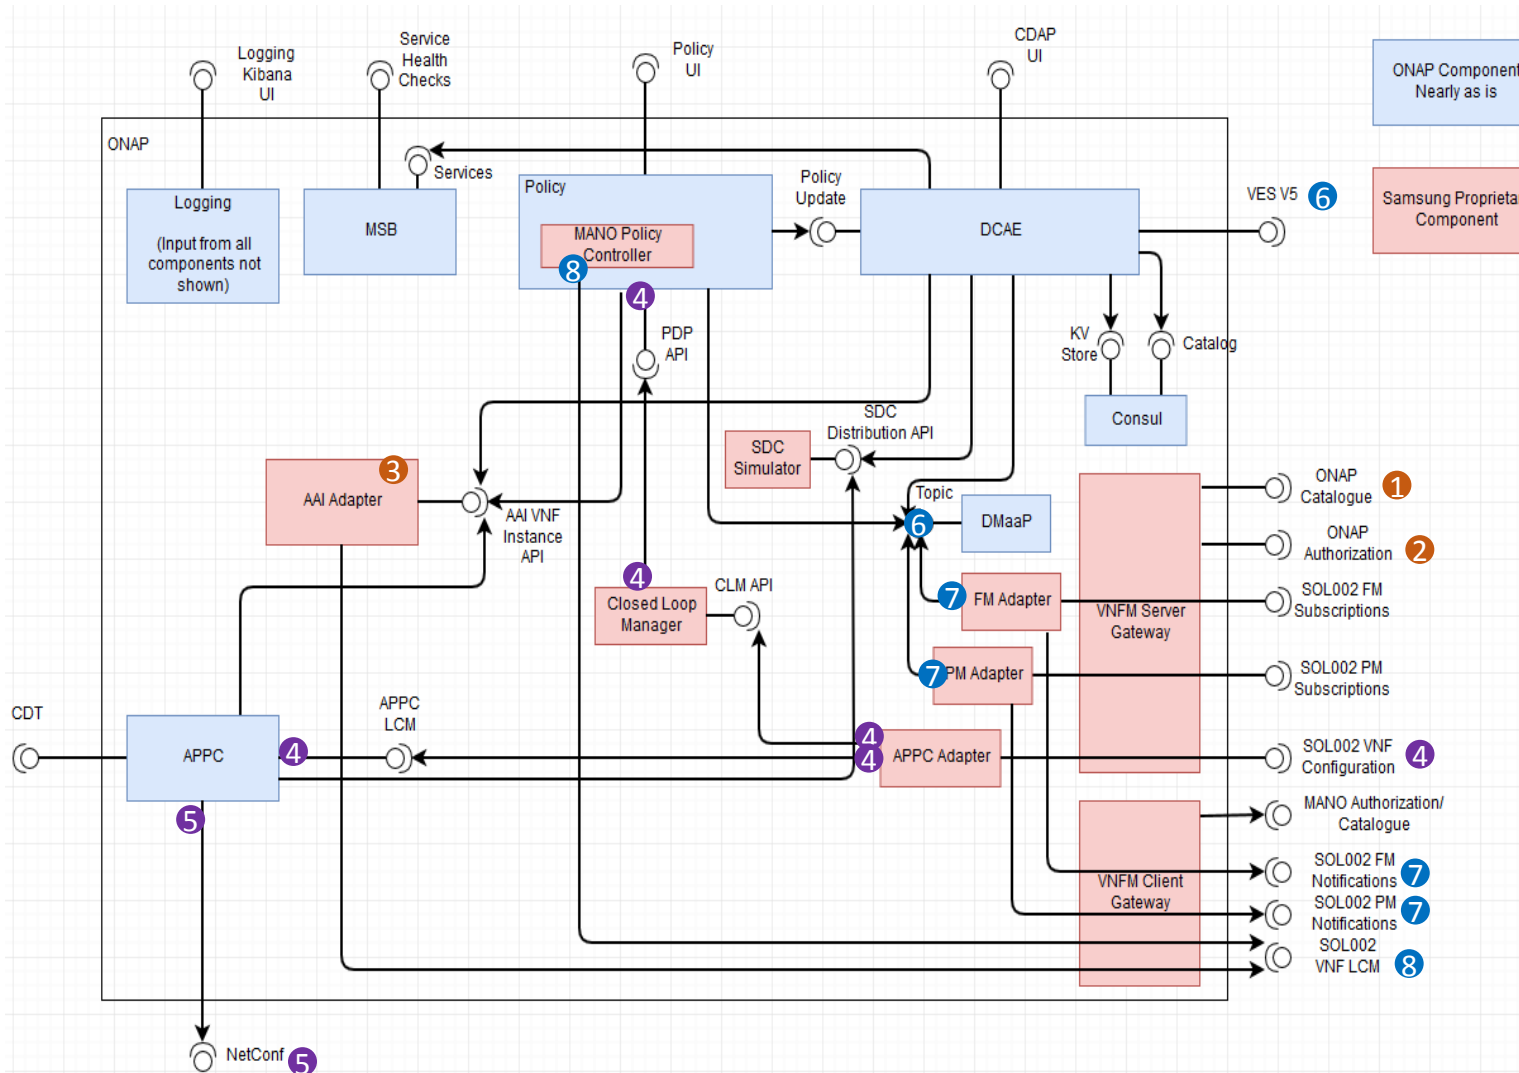 Logging
Kibana
UI
Service
Health
Checks
Policy
UI
CDAP
UI
ONAP Component
Nearly as is
ONAP
Services
Logging
(Input from all
components not
shown)
MSB
Policy
MANO Policy
Controller
8
4
Policy
Update
DCAE
VES V5
6
Samsung Proprietar
Component
PDP
API
KV
Store
Catalog
Consul
SDC
Distribution API
SDC
Simulator
AAI Adapter
3
AAI VNF
Instance
API
Topic
6
DMaaP
ONAP
Catalogue
1
ONAP
Authorization
2
4
Closed Loop
Manager
CLM API
7
FM Adapter
VNFM Server
Gateway
SOL002 FM
Subscriptions
7
PM Adapter
SOL002 PM
Subscriptions
CDT
APPC
4
5
APPC
LCM
4
4
APPC Adapter
SOL002 VNF
Configuration
4
MANO Authorization/
Catalogue
VNFM Client
Gateway
SOL002 FM
Notifications
7
SOL002 PM
Notifications
7
SOL002
VNF LCM
8
NetConf
5